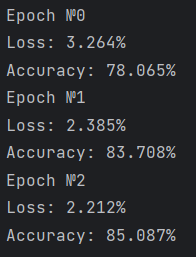 Epoch №0
Loss: 3.264%
Accuracy: 78.065%
Epoch №1
Loss: 2.385%
Accuracy: 83.708%
Epoch №2
Loss: 2.212%
Accuracy: 85.087%